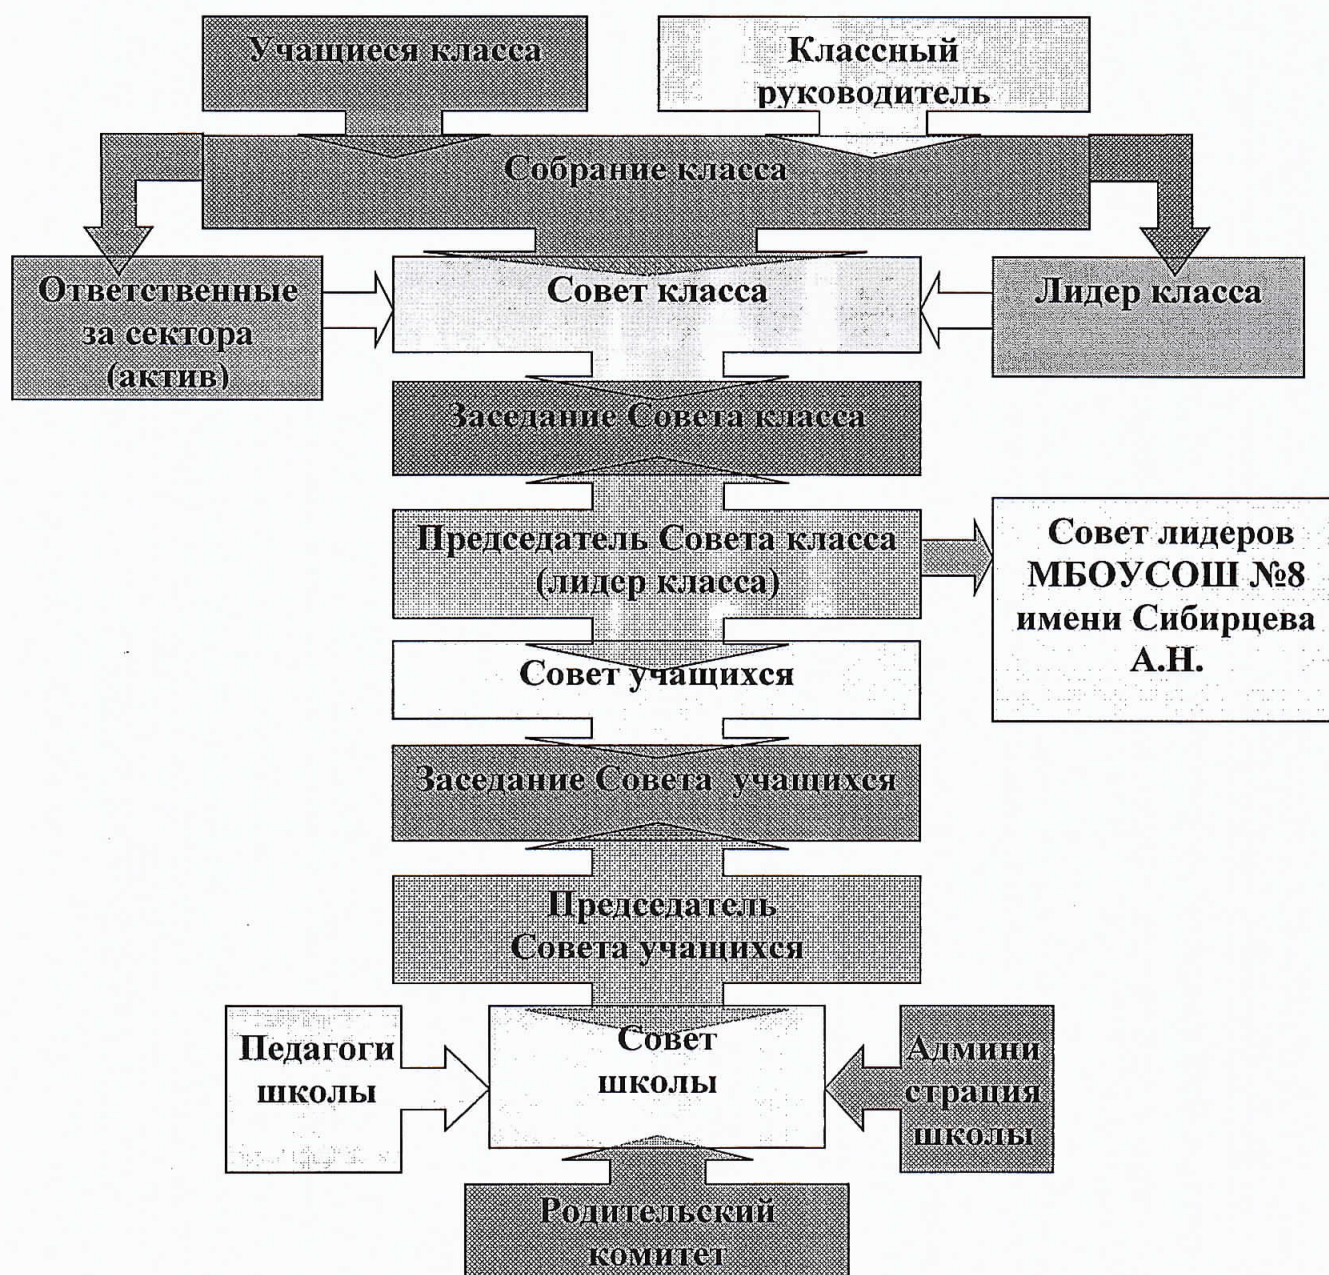 Учащиеся класса
Классный
руководитель
Собрание класса
Ответственные
за сектора
(актив)
Совет класса
Лидер класса
Заседание Совета класса
Председатель Совета класса
(лидер класса)
Совет лидеров
МБОУСОШ №8
имени Сибирцева
А.Н.
Совет учащихся
Заседание Совета учащихся
Председатель
Совета учащихся
Педагоги
школы
Совет
школы
Админи
страция
школы
Родительский
комитет